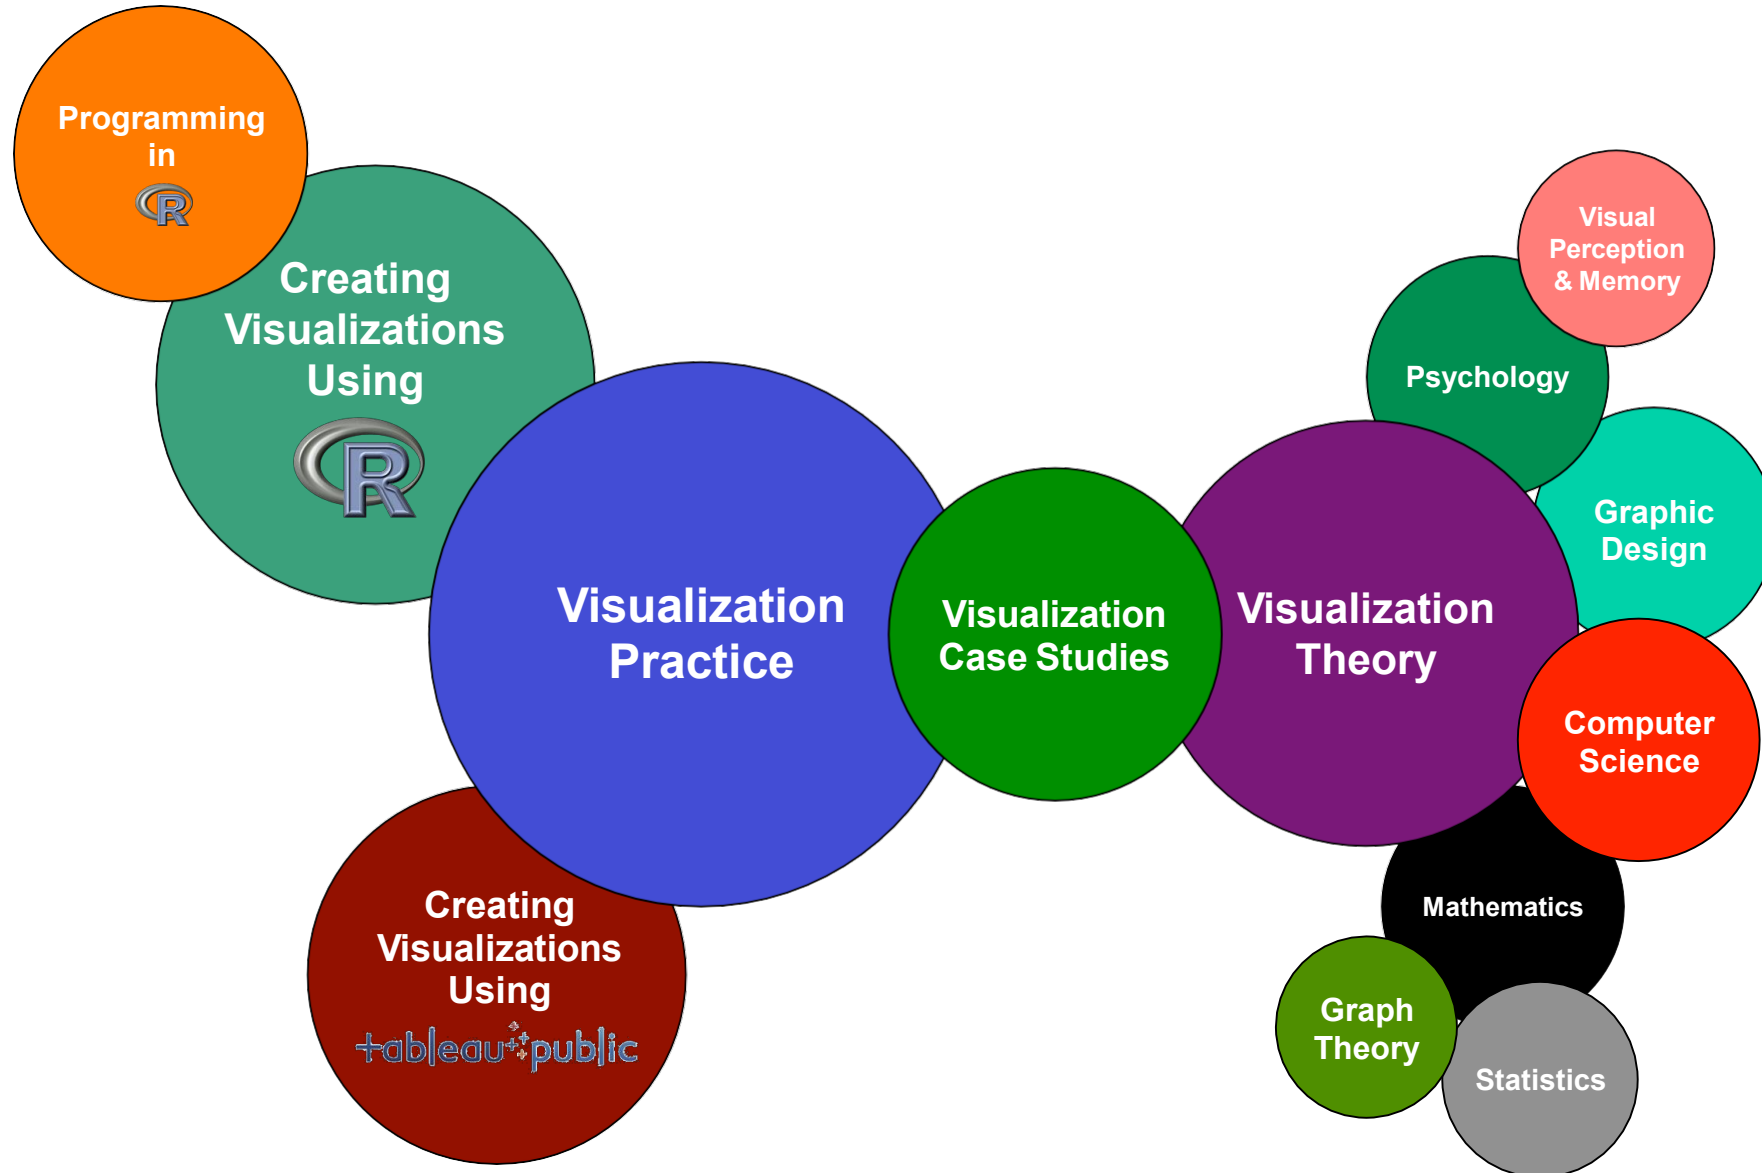 Programming
in
R
Creating
Visualizations
Using
R
Visualization
Practice
Creating
Visualizations
Using
+ableau public
Visualization
Case Studies
Visualization
Theory
Visual
Perception
& Memory
Psychology
Graphic
Design
Computer
Science
Mathematics
Graph
Theory
Statistics